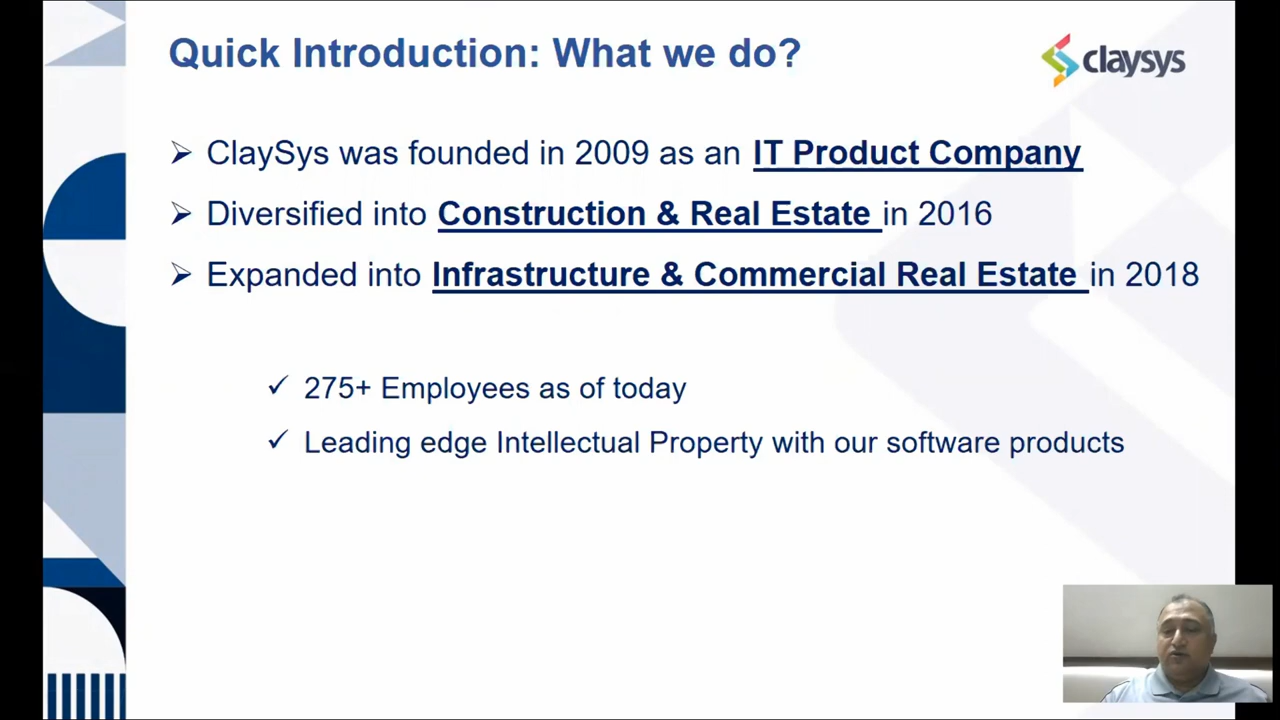 Quick Introduction: What we do?
claysys
➢ ClaySys was founded in 2009 as an IT Product Company
➢ Diversified into Construction & Real Estate in 2016
➢ Expanded into Infrastructure & Commercial Real Estate in 2018
✓ 275+ Employees as of today
✓ Leading edge Intellectual Property with our software products